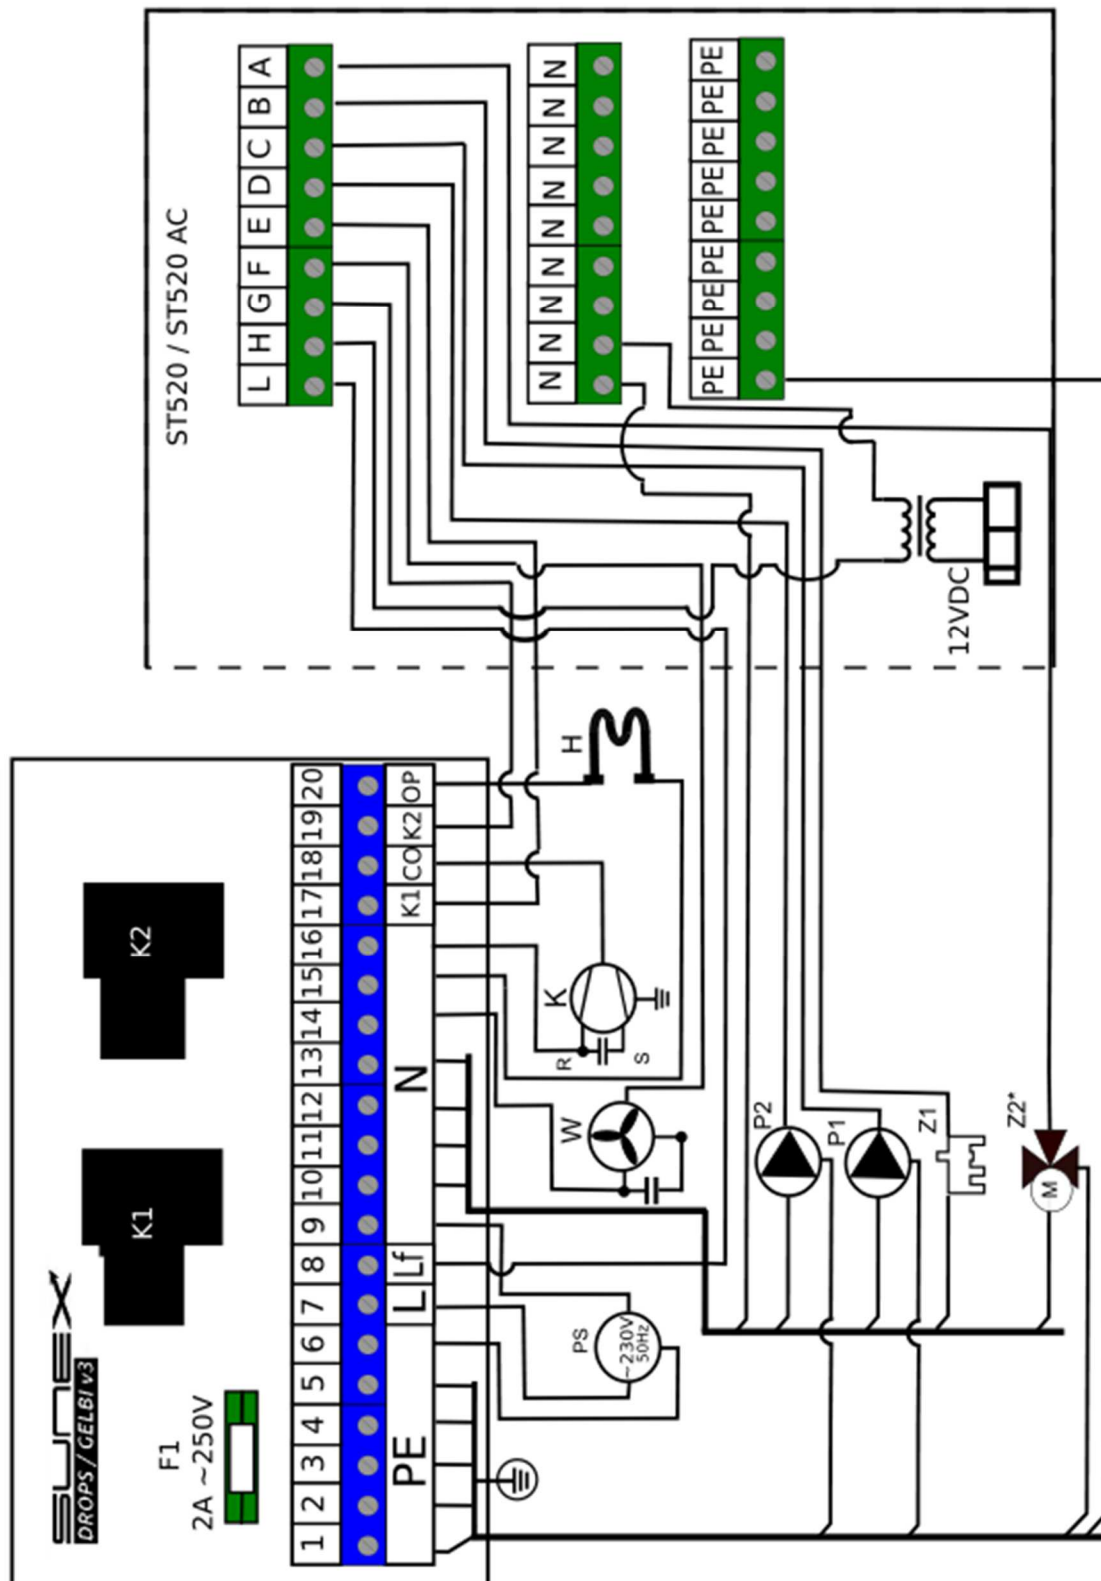 ST520 / ST520 AC
A
B
C
D
E
F
G
H
L
N
N
N
N
N
N
N
N
N
PE
PE
PE
PE
PE
PE
PE
PE
PE
12VDC
K2
K1
SUNEX
DROPS / GELBI v3
F1
2A ~250V
20
19
18
17
16
15
14
13
12
11
10
9
8
7
6
5
4
3
2
1
OP
K2
CO
K1
N
Lf
L
PE
H
K
R
S
W
PS
~230V
50Hz
P2
P1
Z1
Z2*
M